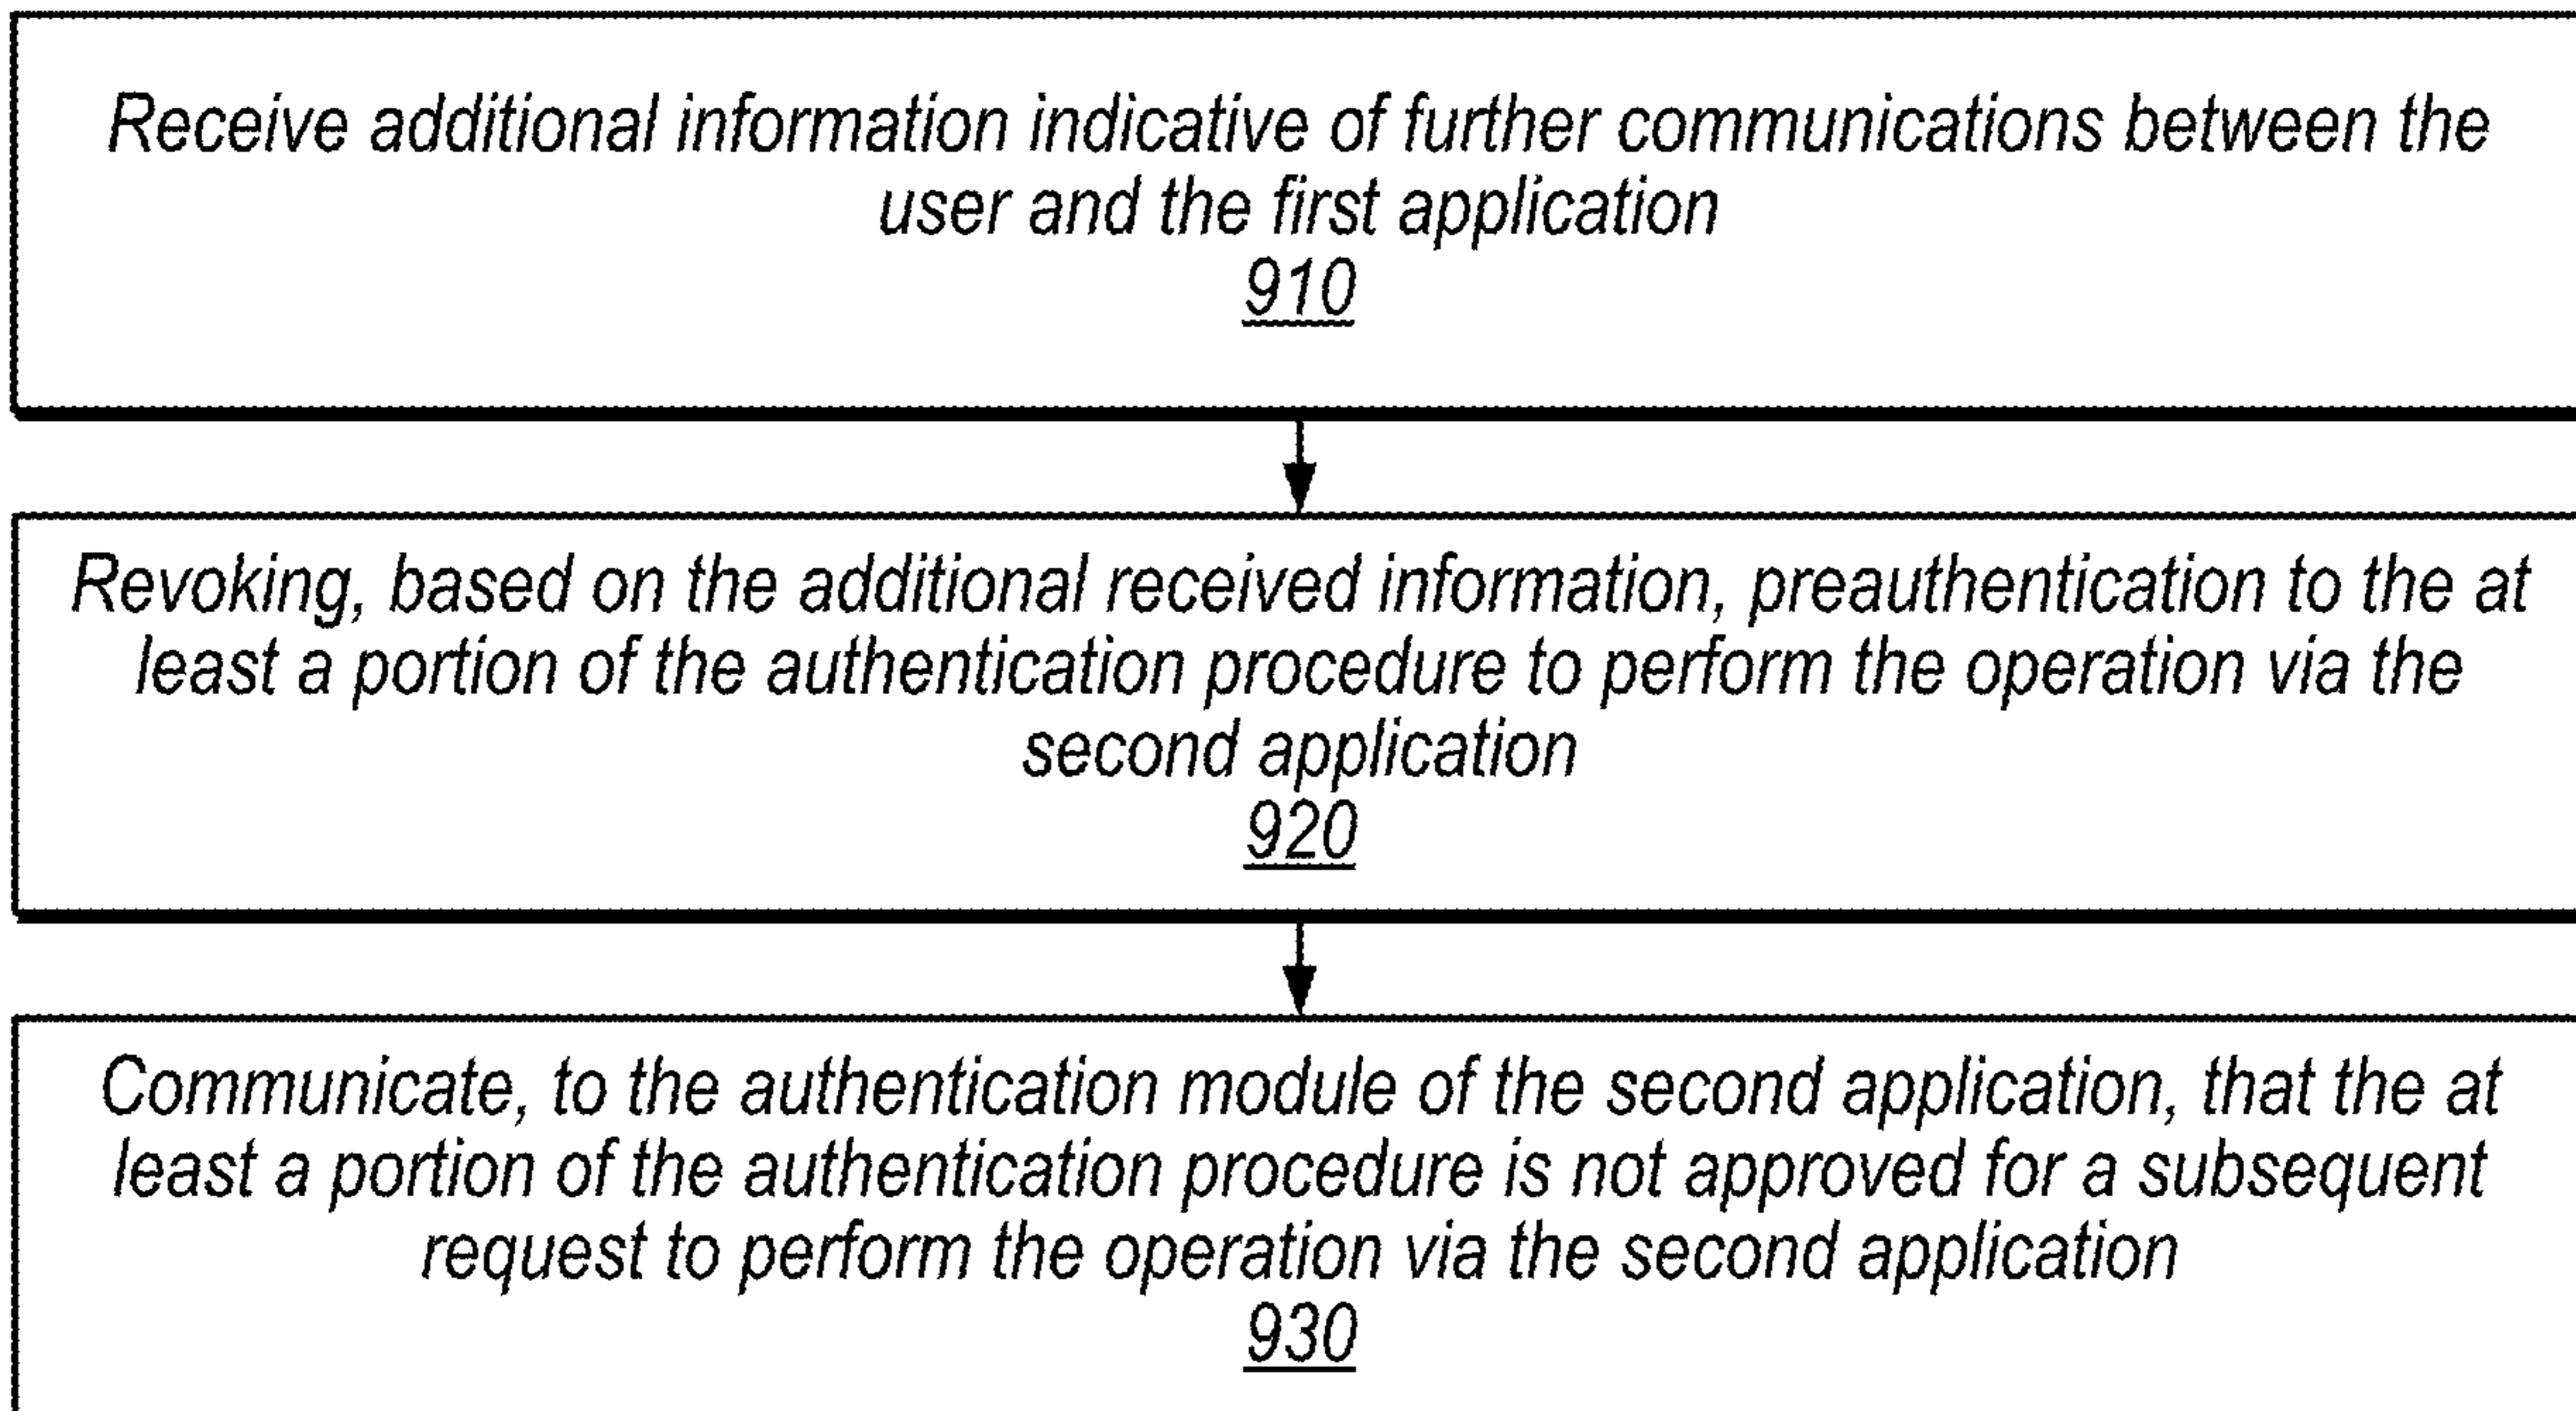 Receive additional information indicative of further communications between the
user and the first application
910
Revoking, based on the additional received information, preauthentication to the at
least a portion of the authentication procedure to perform the operation via the
second application
920
Communicate, to the authentication module of the second application, that the at
least a portion of the authentication procedure is not approved for a subsequent
request to perform the operation via the second application
930